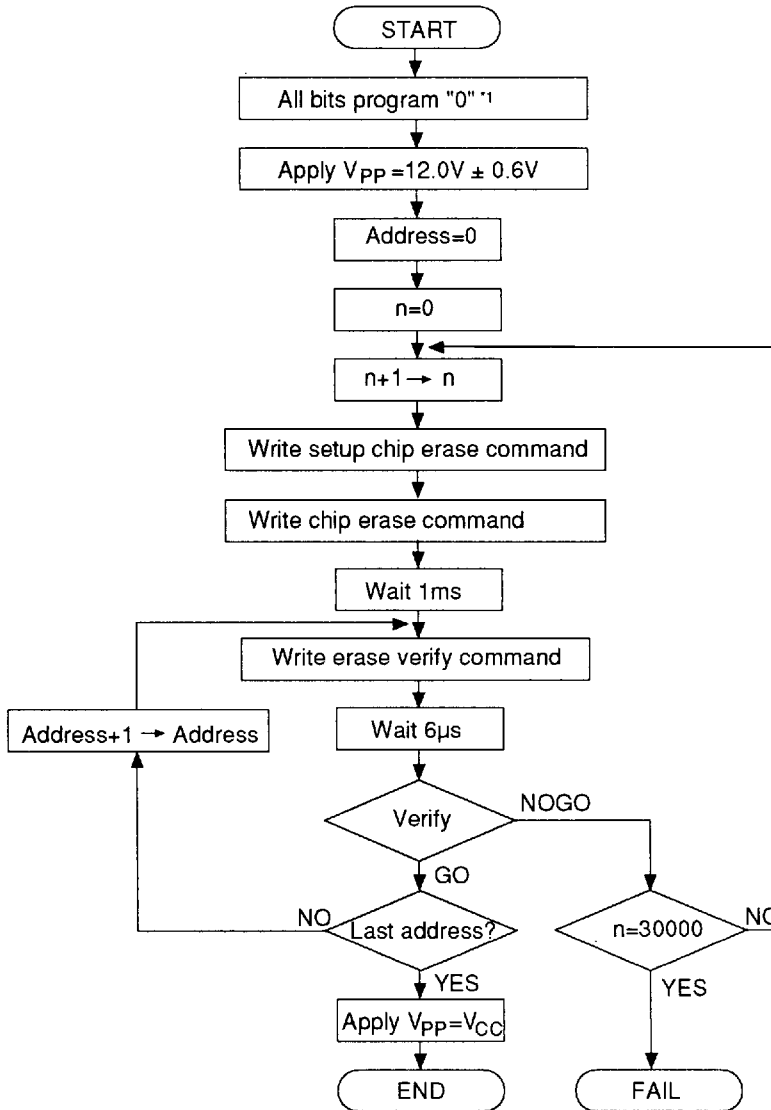 START
All bits program "0" *1
Apply VPP=12.0V ± 0.6V
Address=0
n=0
n+1 → n
Write setup chip erase command
Write chip erase command
Wait 1ms
Write erase verify command
Address+1 → Address
Wait 6µs
Verify
NOGO
GO
NO
Last address?
n=30000
NO
YES
YES
Apply VPP=VCC
END
FAIL